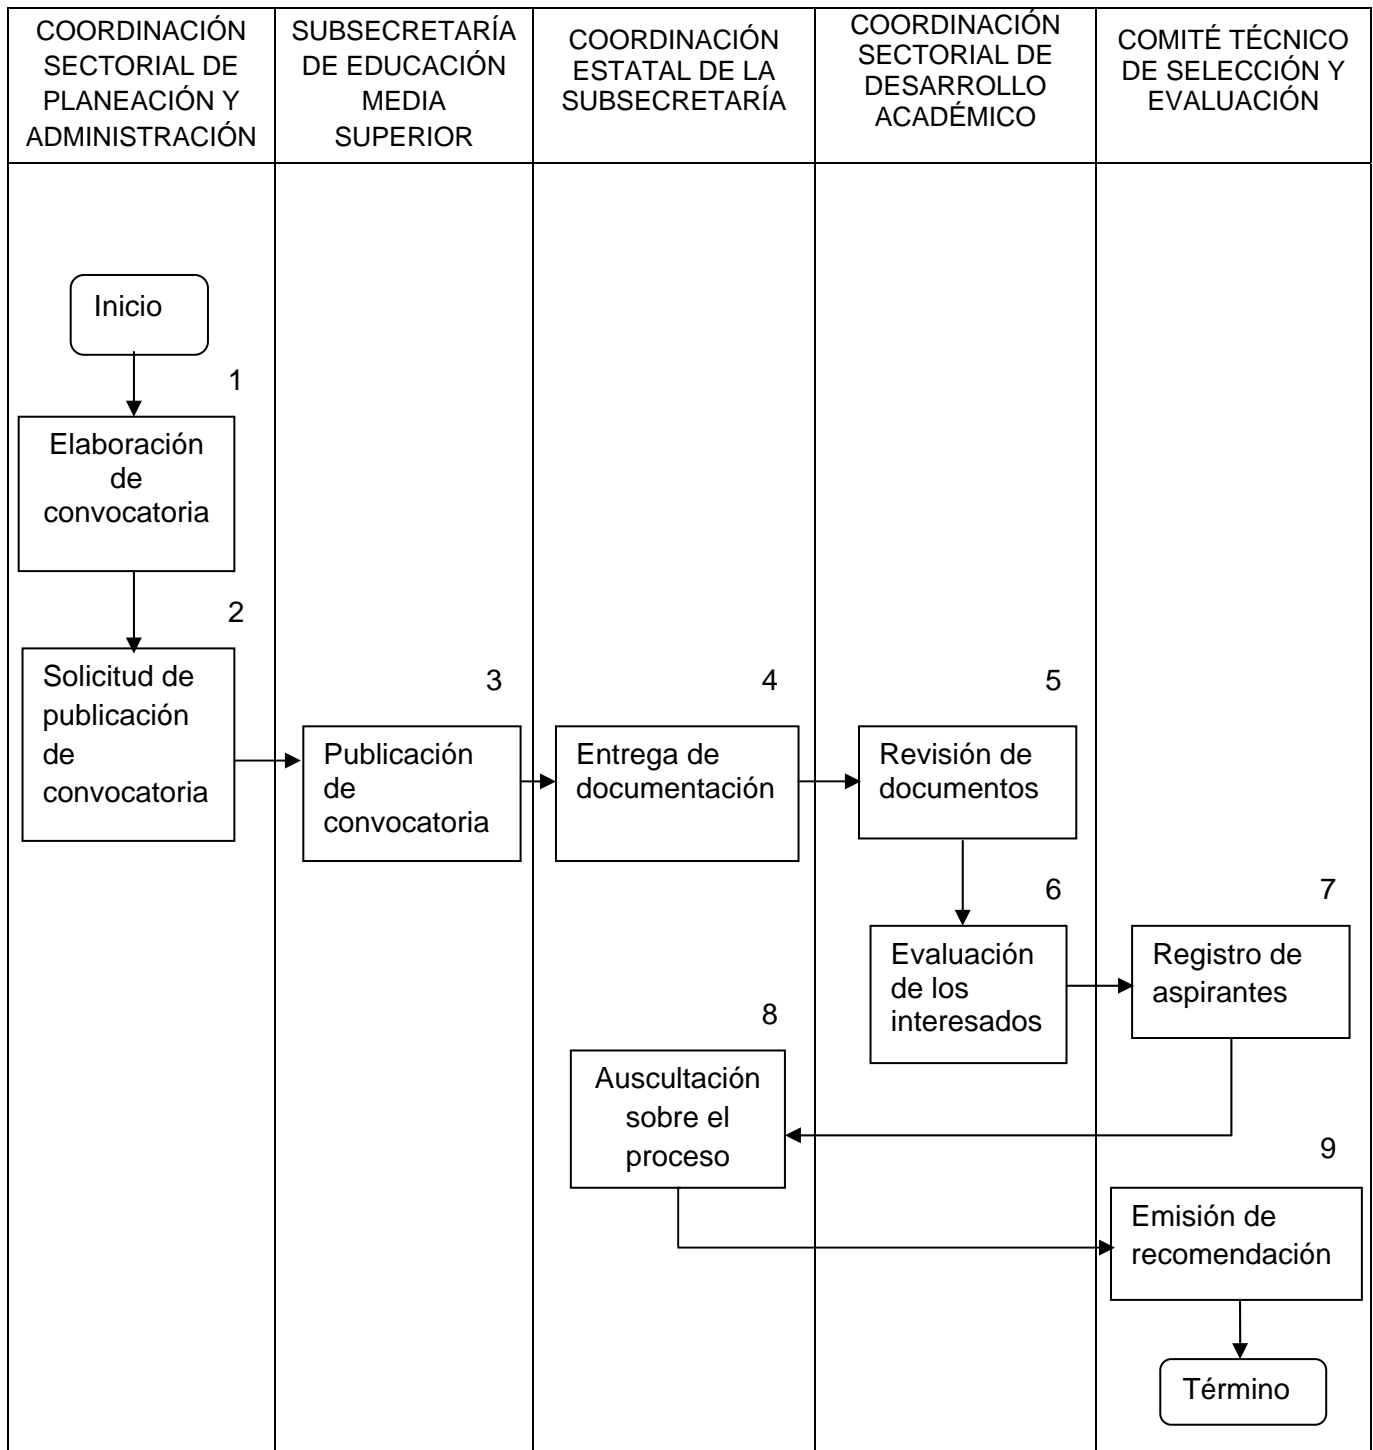 COORDINACIÓN
SECTORIAL DE
PLANEACIÓN Y
ADMINISTRACIÓN
SUBSECRETARÍA
DE EDUCACIÓN
MEDIA
SUPERIOR
COORDINACIÓN
ESTATAL DE LA
SUBSECRETARÍA
COORDINACIÓN
SECTORIAL DE
DESARROLLO
ACADÉMICO
COMITÉ TÉCNICO
DE SELECCIÓN Y
EVALUACIÓN
Inicio
1
Elaboración
de
convocatoria
2
Solicitud de
publicación
de
convocatoria
3
Publicación
de
convocatoria
4
Entrega de
documentación
5
Revisión de
documentos
6
Evaluación
de los
interesados
7
Registro de
aspirantes
8
Auscultación
sobre el
proceso
9
Emisión de
recomendación
Término